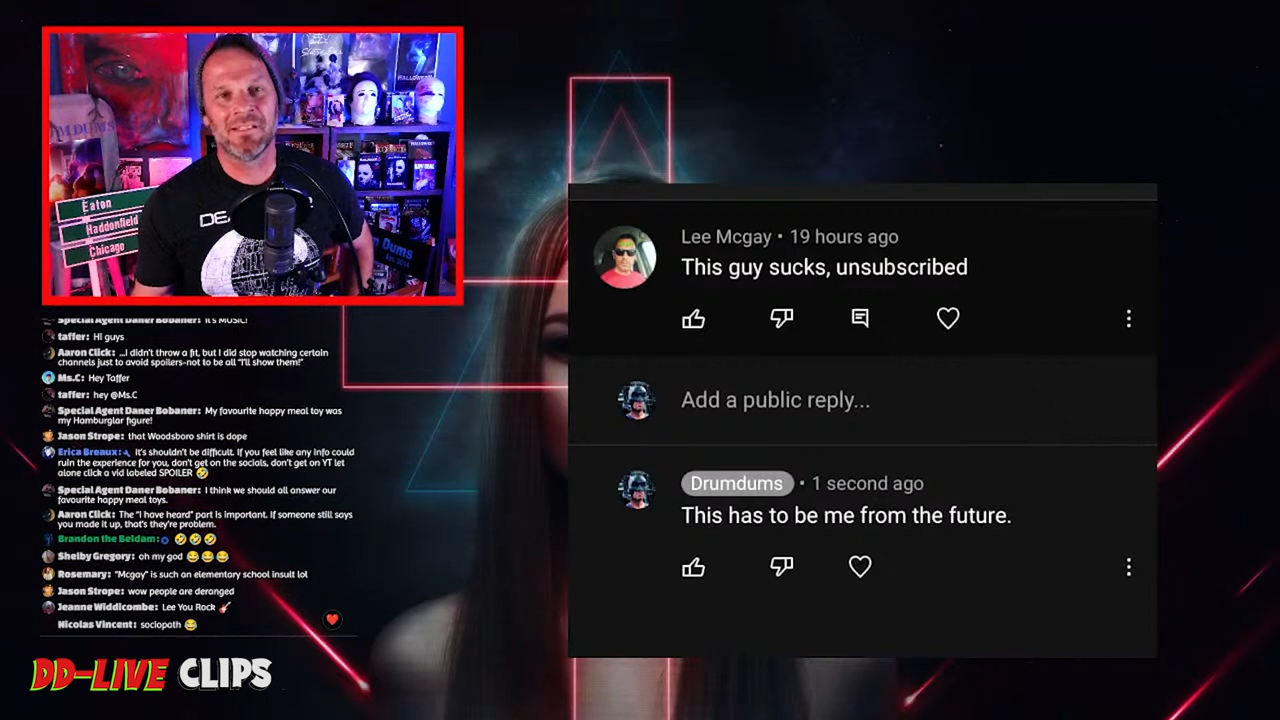 HALLOWEEN
Eaton
Haddonfield
Chicago
Dums
Special Agent Daner Bobaner: It's MUSIC!
taffer: Hi guys
Aaron Click: ...I didn't throw a fit, but I did stop watching certain
channels just to avoid spoilers-not to be all "I'll show them!"
Ms.C: Hey Taffer
taffer: hey @Ms.C
Special Agent Daner Bobaner: My favourite happy meal toy was
my Hamburglar figure!
Jason Strope: that Woodsboro shirt is dope
Erica Breaux: It's shouldn't be difficult. If you feel like any info could
ruin the experience for you, don't get on the socials, don't get on YT let
alone click a vid labeled SPOILER 🤣
Special Agent Daner Bobaner: I think we should all answer our
favourite happy meal toys.
Aaron Click: The "I have heard" part is important. If someone still says
you made it up, that's they're problem.
Brandon the Beldam: 🤣 🤣 🤣
Shelby Gregory: oh my god 😂 😂 😂
Rosemary: "Mcgay" is such an elementary school insult lol
Jason Strope: wow people are deranged
Jeanne Widdicombe: Lee You Rock 🎸
Nicolas Vincent: sociopath 😂
DD-LIVE CLIPS
Lee Mcgay • 19 hours ago
This guy sucks, unsubscribed
Add a public reply...
Drumdums • 1 second ago
This has to be me from the future.